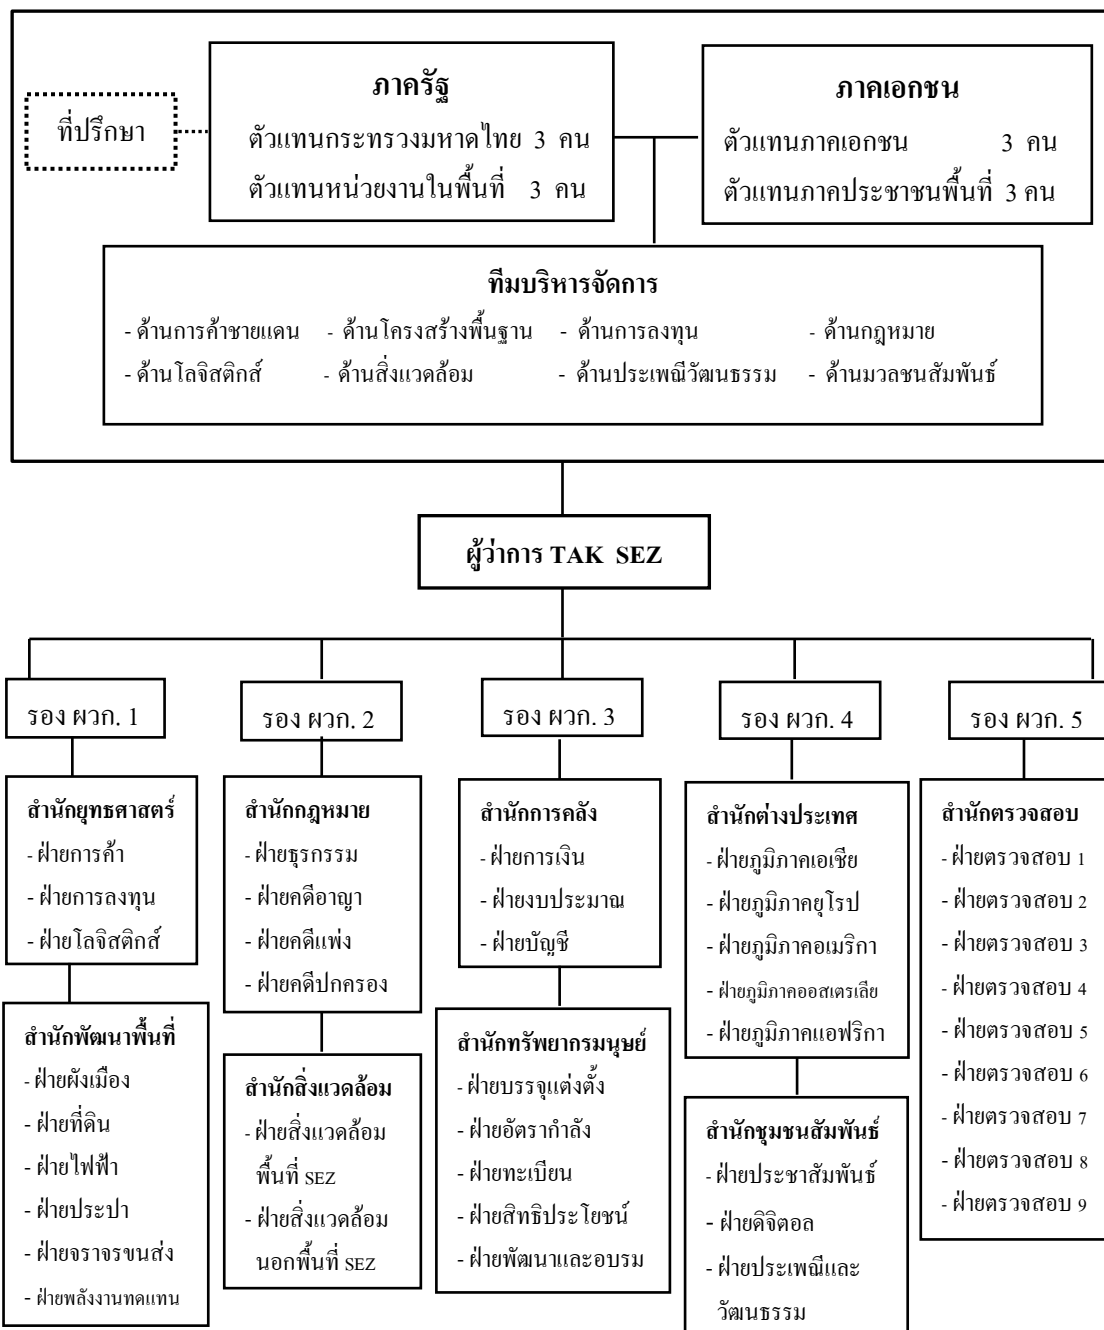 ภาครัฐ
ตัวแทนกระทรวงมหาดไทย 3 คน
ตัวแทนหน่วยงานในพื้นที่ 3 คน
ที่ปรึกษา
ภาคเอกชน
ตัวแทนภาคเอกชน 3 คน
ตัวแทนภาคประชาชนพื้นที่ 3 คน
ทีมบริหารจัดการ
- ด้านการค้าชายแดน - ด้านโครงสร้างพื้นฐาน - ด้านการลงทุน - ด้านกฎหมาย
- ด้านโลจิสติกส์ - ด้านสิ่งแวดล้อม - ด้านประเพณีวัฒนธรรม - ด้านมวลชนสัมพันธ์
ผู้ว่าการ TAK SEZ
รอง ผวก. 1
สำนักยุทธศาสตร์
- ฝ่ายการค้า
- ฝ่ายการลงทุน
- ฝ่ายโลจิสติกส์
สำนักพัฒนาพื้นที่
- ฝ่ายผังเมือง
- ฝ่ายที่ดิน
- ฝ่ายไฟฟ้า
- ฝ่ายประปา
- ฝ่ายจราจรขนส่ง
- ฝ่ายพลังงานทดแทน
รอง ผวก. 2
สำนักกฎหมาย
- ฝ่ายธุรกรรม
- ฝ่ายคดีอาญา
- ฝ่ายคดีแพ่ง
- ฝ่ายคดีปกครอง
สำนักสิ่งแวดล้อม
- ฝ่ายสิ่งแวดล้อม
พื้นที่ SEZ
- ฝ่ายสิ่งแวดล้อม
นอกพื้นที่ SEZ
รอง ผวก. 3
สำนักการคลัง
- ฝ่ายการเงิน
- ฝ่ายงบประมาณ
- ฝ่ายบัญชี
สำนักทรัพยากรมนุษย์
- ฝ่ายบรรจุแต่งตั้ง
- ฝ่ายอัตรากำลัง
- ฝ่ายทะเบียน
- ฝ่ายสิทธิประโยชน์
- ฝ่ายพัฒนาและอบรม
รอง ผวก. 4
สำนักต่างประเทศ
- ฝ่ายภูมิภาคเอเชีย
- ฝ่ายภูมิภาคยุโรป
- ฝ่ายภูมิภาคอเมริกา
- ฝ่ายภูมิภาคออสเตรเลีย
- ฝ่ายภูมิภาคแอฟริกา
สำนักชุมชนสัมพันธ์
- ฝ่ายประชาสัมพันธ์
- ฝ่ายดิจิตอล
- ฝ่ายประเพณีและ
วัฒนธรรม
รอง ผวก. 5
สำนักตรวจสอบ
- ฝ่ายตรวจสอบ 1
- ฝ่ายตรวจสอบ 2
- ฝ่ายตรวจสอบ 3
- ฝ่ายตรวจสอบ 4
- ฝ่ายตรวจสอบ 5
- ฝ่ายตรวจสอบ 6
- ฝ่ายตรวจสอบ 7
- ฝ่ายตรวจสอบ 8
- ฝ่ายตรวจสอบ 9